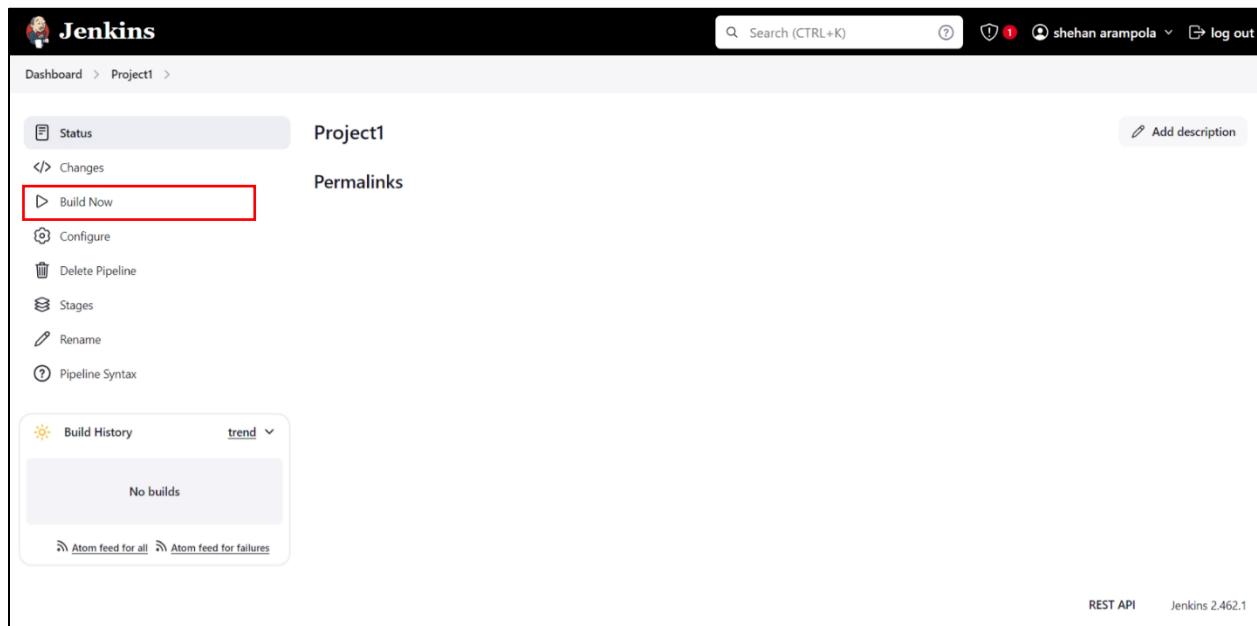 Jenkins
Search (CTRL+K)
1
shehan arampola
log out
Dashboard > Project1 >
Status
Changes
Build Now
Configure
Delete Pipeline
Stages
Rename
Pipeline Syntax
Project1
Add description
Permalinks
Build History
trend
No builds
Atom feed for all Atom feed for failures
REST API Jenkins 2.462.1